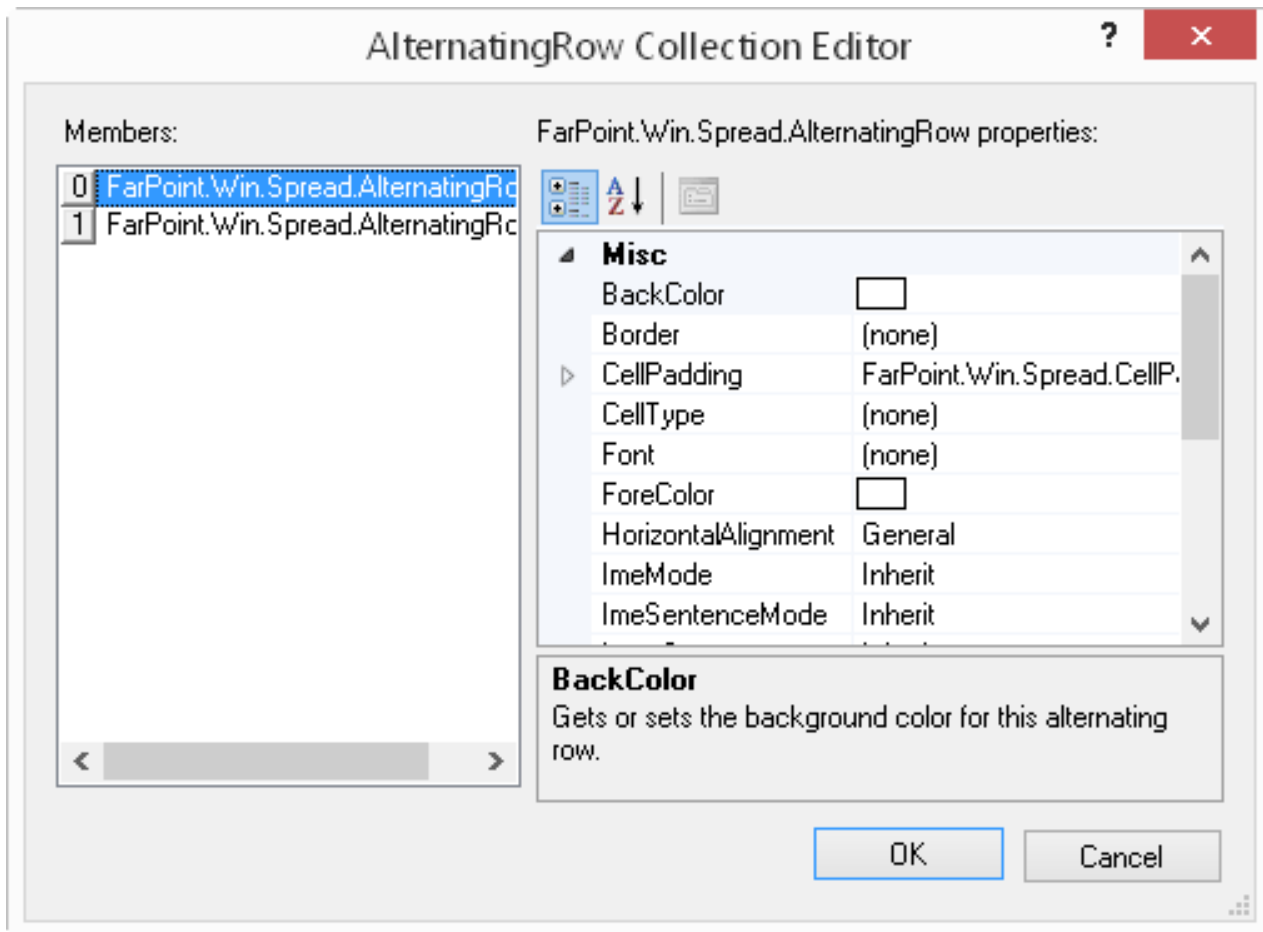 AlternatingRow Collection Editor ?
Members:
FarPoint.Win.Spread.AlternatingRow properties:
0 FarPoint.Win.Spread.AlternatingRo
1 FarPoint.Win.Spread.AlternatingRo
AZ
Misc
BackColor
Border (none)
CellPadding FarPoint.Win.Spread.CellP
CellType (none)
Font (none)
ForeColor
HorizontalAlignment General
ImeMode Inherit
ImeSentenceMode Inherit
BackColor
Gets or sets the background color for this alternating
row.
OK
Cancel